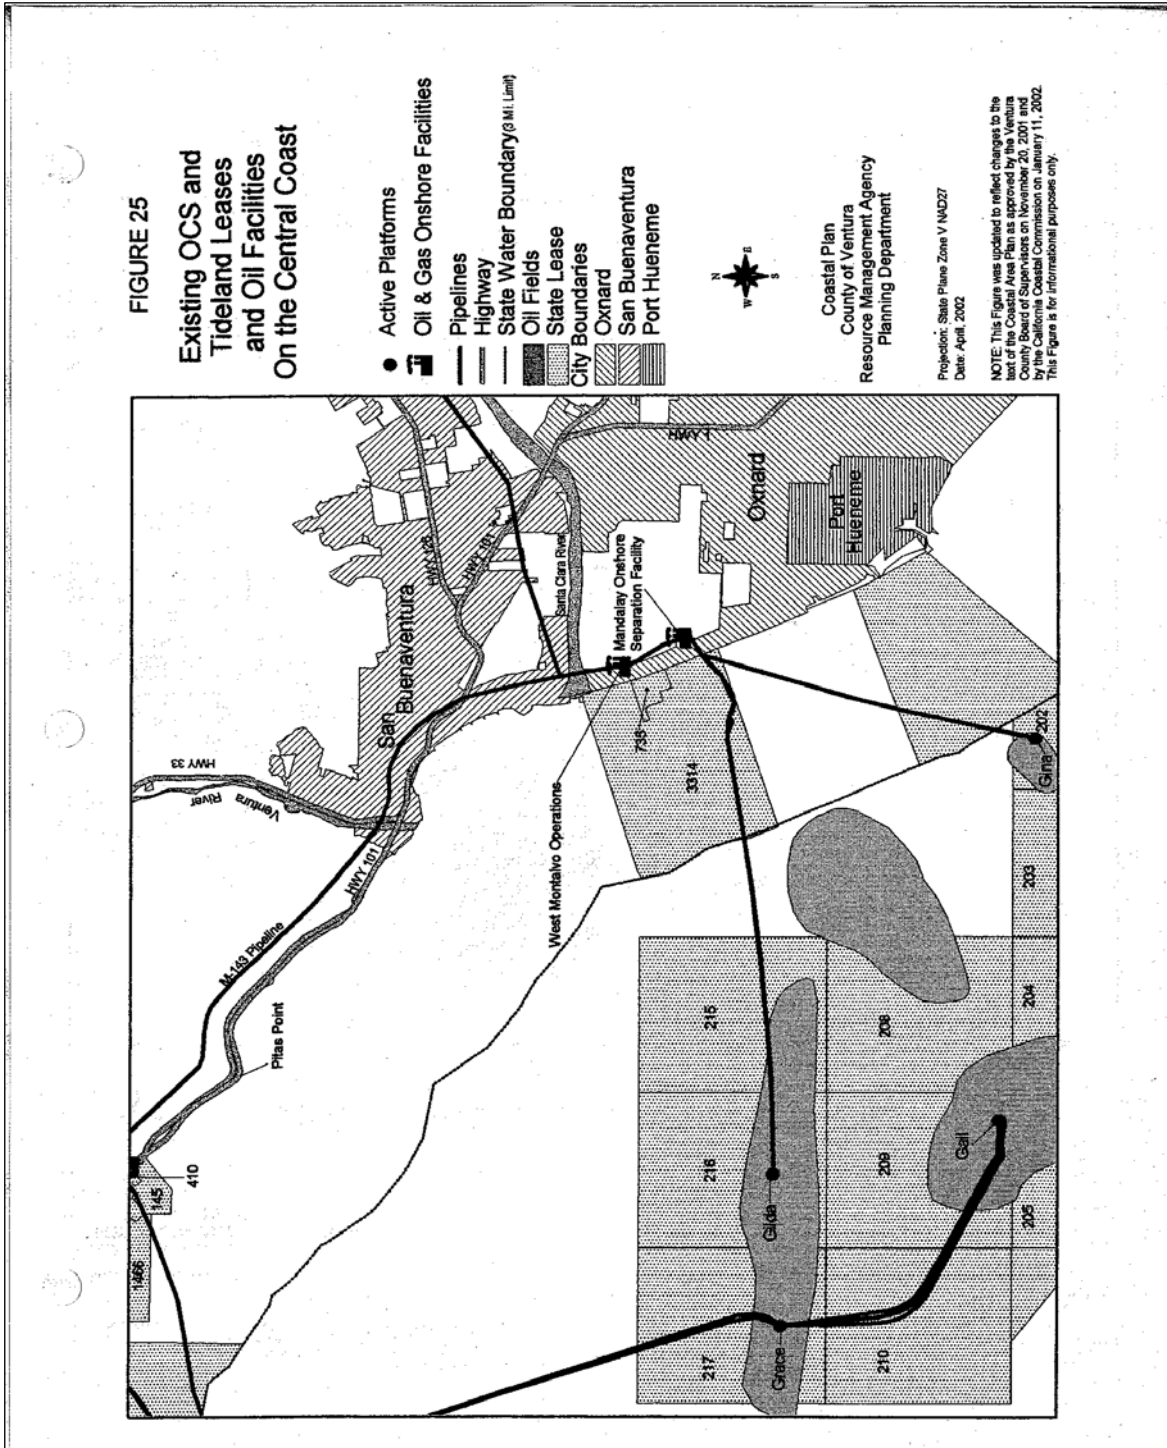 FIGURE 25
Existing OCS and
Tideland Leases
and Oil Facilities
On the Central Coast
Active Platforms
Oil & Gas Onshore Facilities
Pipelines
Highway
State Water Boundary(3 Mi. Limit)
Oil Fields
State Lease
City Boundaries
Oxnard
San Buenaventura
Port Hueneme
N
W
E
S
Coastal Plan
County of Ventura
Resource Management Agency
Planning Department
Projection: State Plane Zone V NAD27
Date: April, 2002
NOTE: This Figure was updated to reflect changes to the
text of the Coastal Area Plan as approved by the Ventura
County Board of Supervisors on November 20, 2001 and
by the California Coastal Commission on January 11, 2002.
This Figure is for informational purposes only.
HWY 33
Ventura
River
San
Buenaventura
HWY 126
HWY 101
HWY 101
HWY 1
M-143 Pipeline
Pitas Point
Santa Clara River
Mandalay Onshore
Separation Facility
West Montalvo Operations
Oxnard
Port
Hueneme
1466
145
410
735
3314
202
Gina
203
204
205
215
216
217
208
209
210
Gilda
Grace
Gail